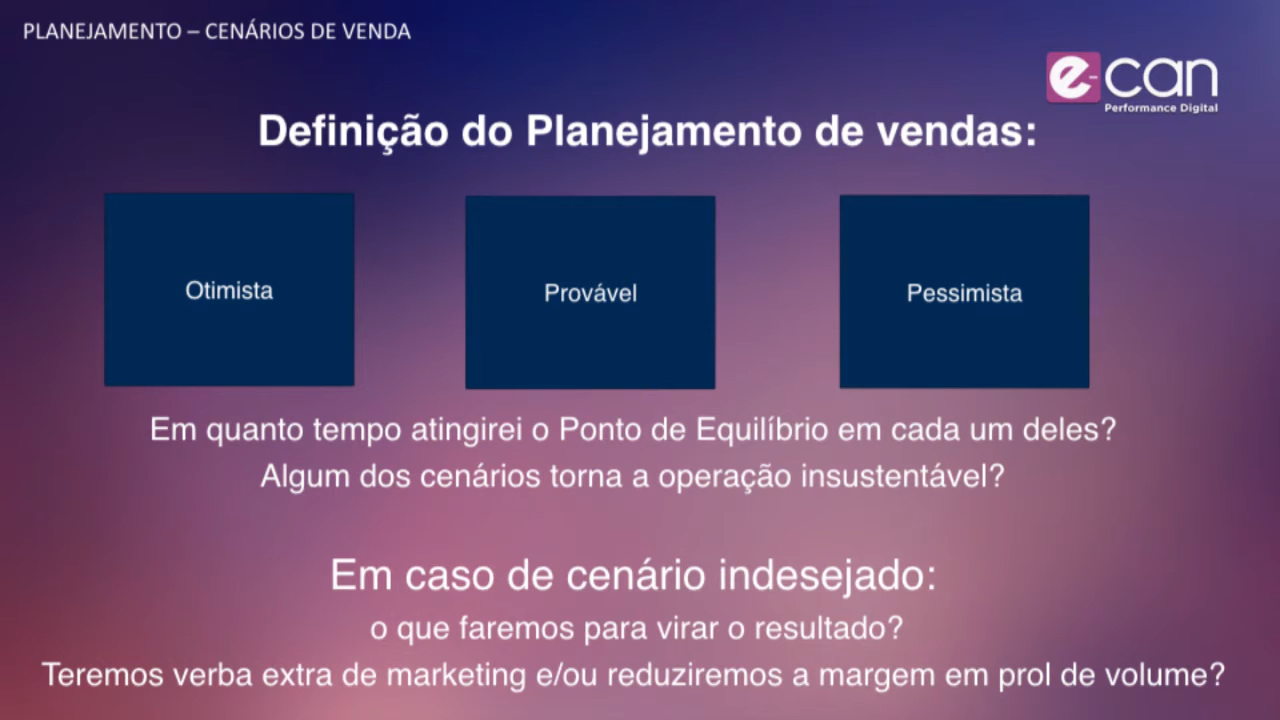 PLANEJAMENTO – CENÁRIOS DE VENDA
e-can
Performance Digital
Definição do Planejamento de vendas:
Otimista
Provável
Pessimista
Em quanto tempo atingirei o Ponto de Equilíbrio em cada um deles?
Algum dos cenários torna a operação insustentável?
Em caso de cenário indesejado:
o que faremos para virar o resultado?
Teremos verba extra de marketing e/ou reduziremos a margem em prol de volume?